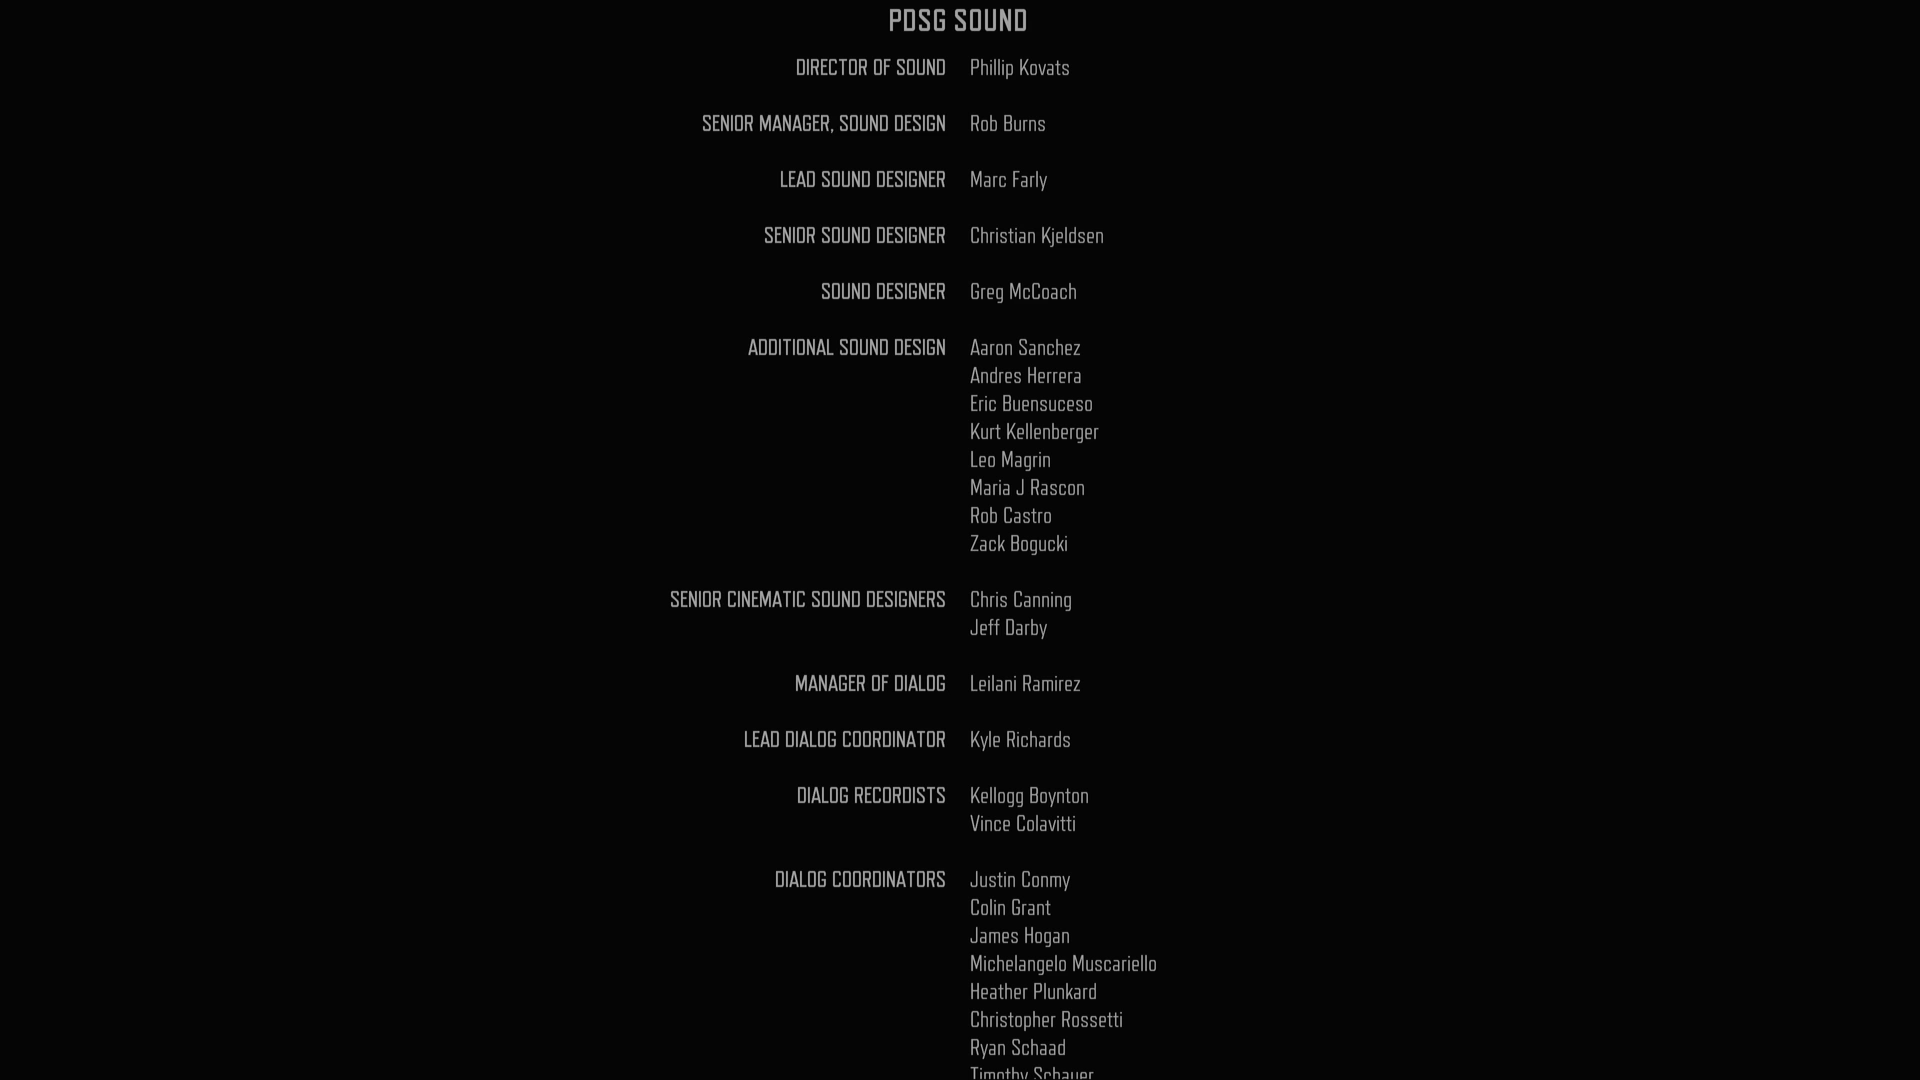 PDSG SOUND
DIRECTOR OF SOUND Phillip Kovats
SENIOR MANAGER, SOUND DESIGN Rob Burns
LEAD SOUND DESIGNER Marc Farly
SENIOR SOUND DESIGNER Christian Kjeldsen
SOUND DESIGNER Greg McCoach
ADDITIONAL SOUND DESIGN Aaron Sanchez
Andres Herrera
Eric Buensuceso
Kurt Kellenberger
Leo Magrin
Maria J Rascon
Rob Castro
Zack Bogucki
SENIOR CINEMATIC SOUND DESIGNERS Chris Canning
Jeff Darby
MANAGER OF DIALOG Leilani Ramirez
LEAD DIALOG COORDINATOR Kyle Richards
DIALOG RECORDISTS Kellogg Boynton
Vince Colavitti
DIALOG COORDINATORS Justin Conmy
Colin Grant
James Hogan
Michelangelo Muscariello
Heather Plunkard
Christopher Rossetti
Ryan Schaad
Timothy Schauer